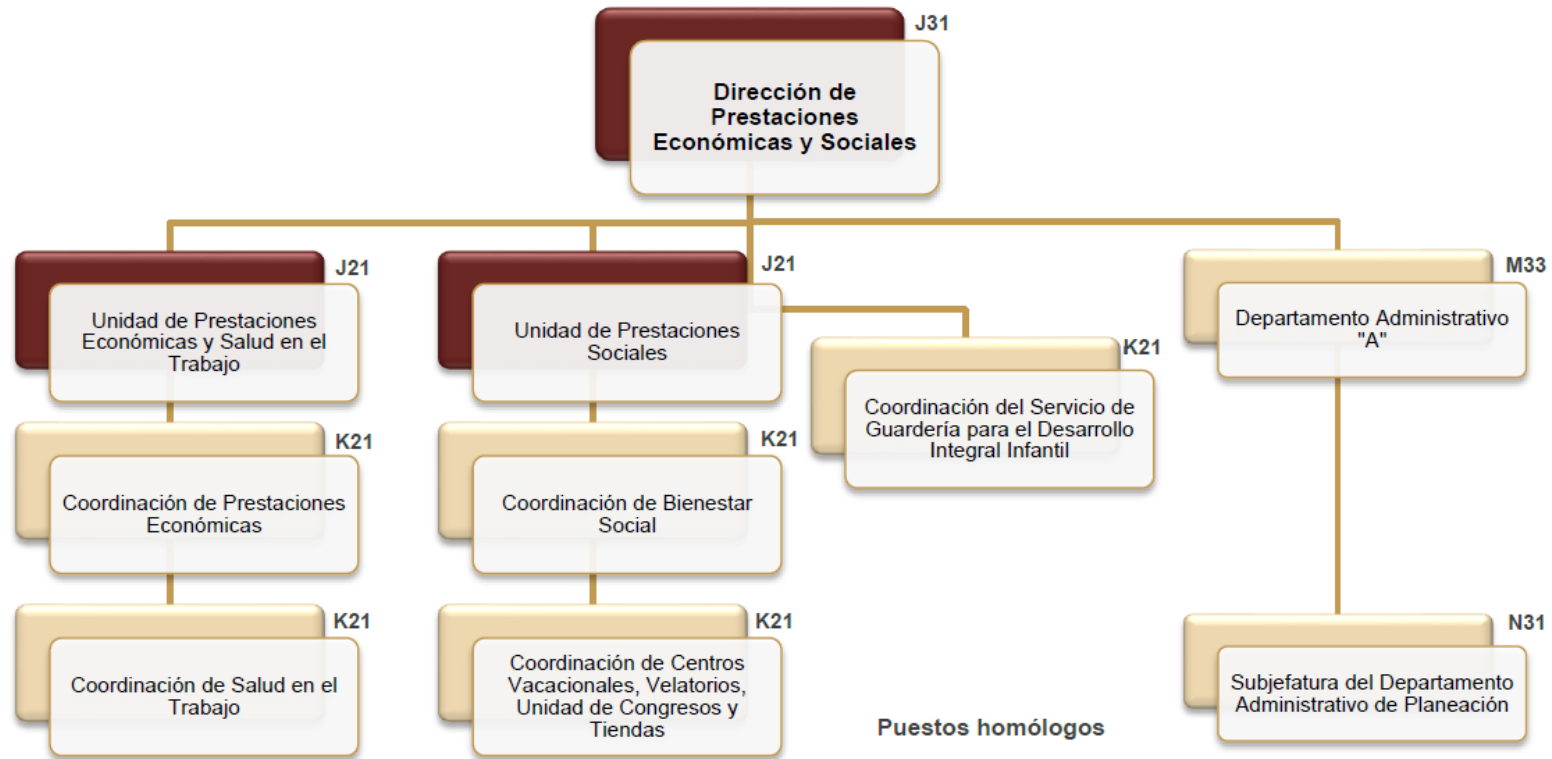 J31
Dirección de
Prestaciones
Económicas y Sociales
J21
Unidad de Prestaciones
Económicas y Salud en el
Trabajo
J21
Unidad de Prestaciones
Sociales
K21
Coordinación del Servicio de
Guardería para el Desarrollo
Integral Infantil
M33
Departamento Administrativo
"A"
K21
Coordinación de Prestaciones
Económicas
K21
Coordinación de Bienestar
Social
K21
Coordinación de Salud en el
Trabajo
K21
Coordinación de Centros
Vacacionales, Velatorios,
Unidad de Congresos y
Tiendas
N31
Subjefatura del Departamento
Administrativo de Planeación
Puestos homólogos